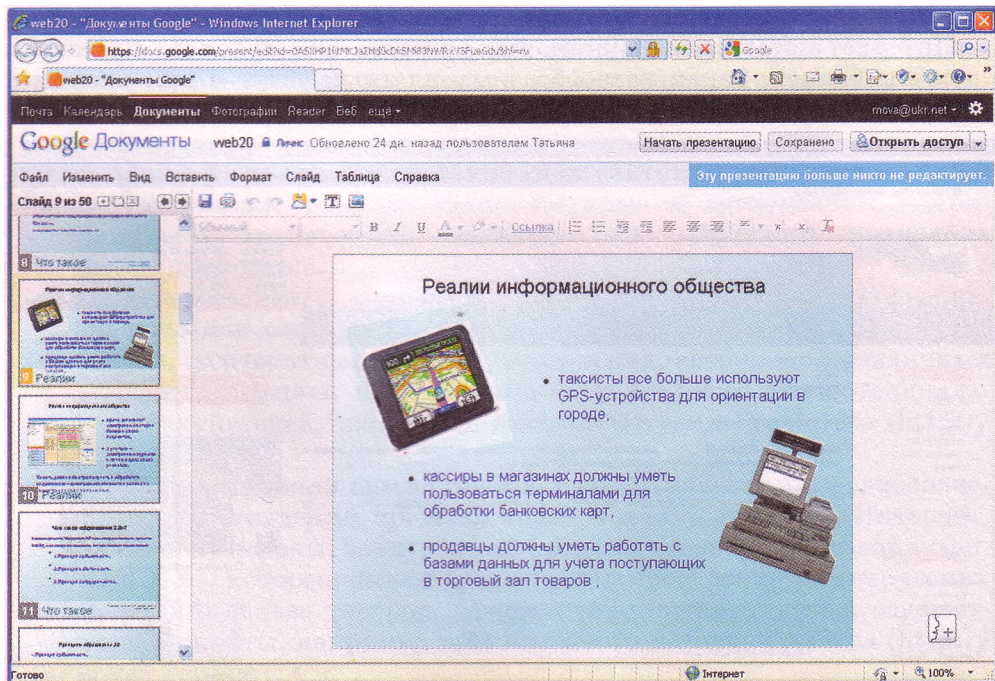 web20 - "Документы Google" - Windows Internet Explorer
Google
web20 - "Документы Google"
Почта Календарь Документы Фотографии Reader Веб ещё
mova@ukr.net
Google Документы web20 Обновлено 24 дн. назад пользователем Татьяна
Начать презентацию Сохранено Открыть доступ
Файл Изменить Вид Вставить Формат Слайд Таблица Справка
Эту презентацию больше никто не редактирует.
Слайд 9 из 50
Обычный B I U A Ссылка
8 Что такое
9 Реалии
10 Реалии
11 Что такое
Реалии информационного общества
• таксисты все больше используют
GPS-устройства для ориентации в
городе,
• кассиры в магазинах должны уметь
пользоваться терминалами для
обработки банковских карт,
• продавцы должны уметь работать с
базами данных для учета поступающих
в торговый зал товаров ,
Готово
Інтернет
100%